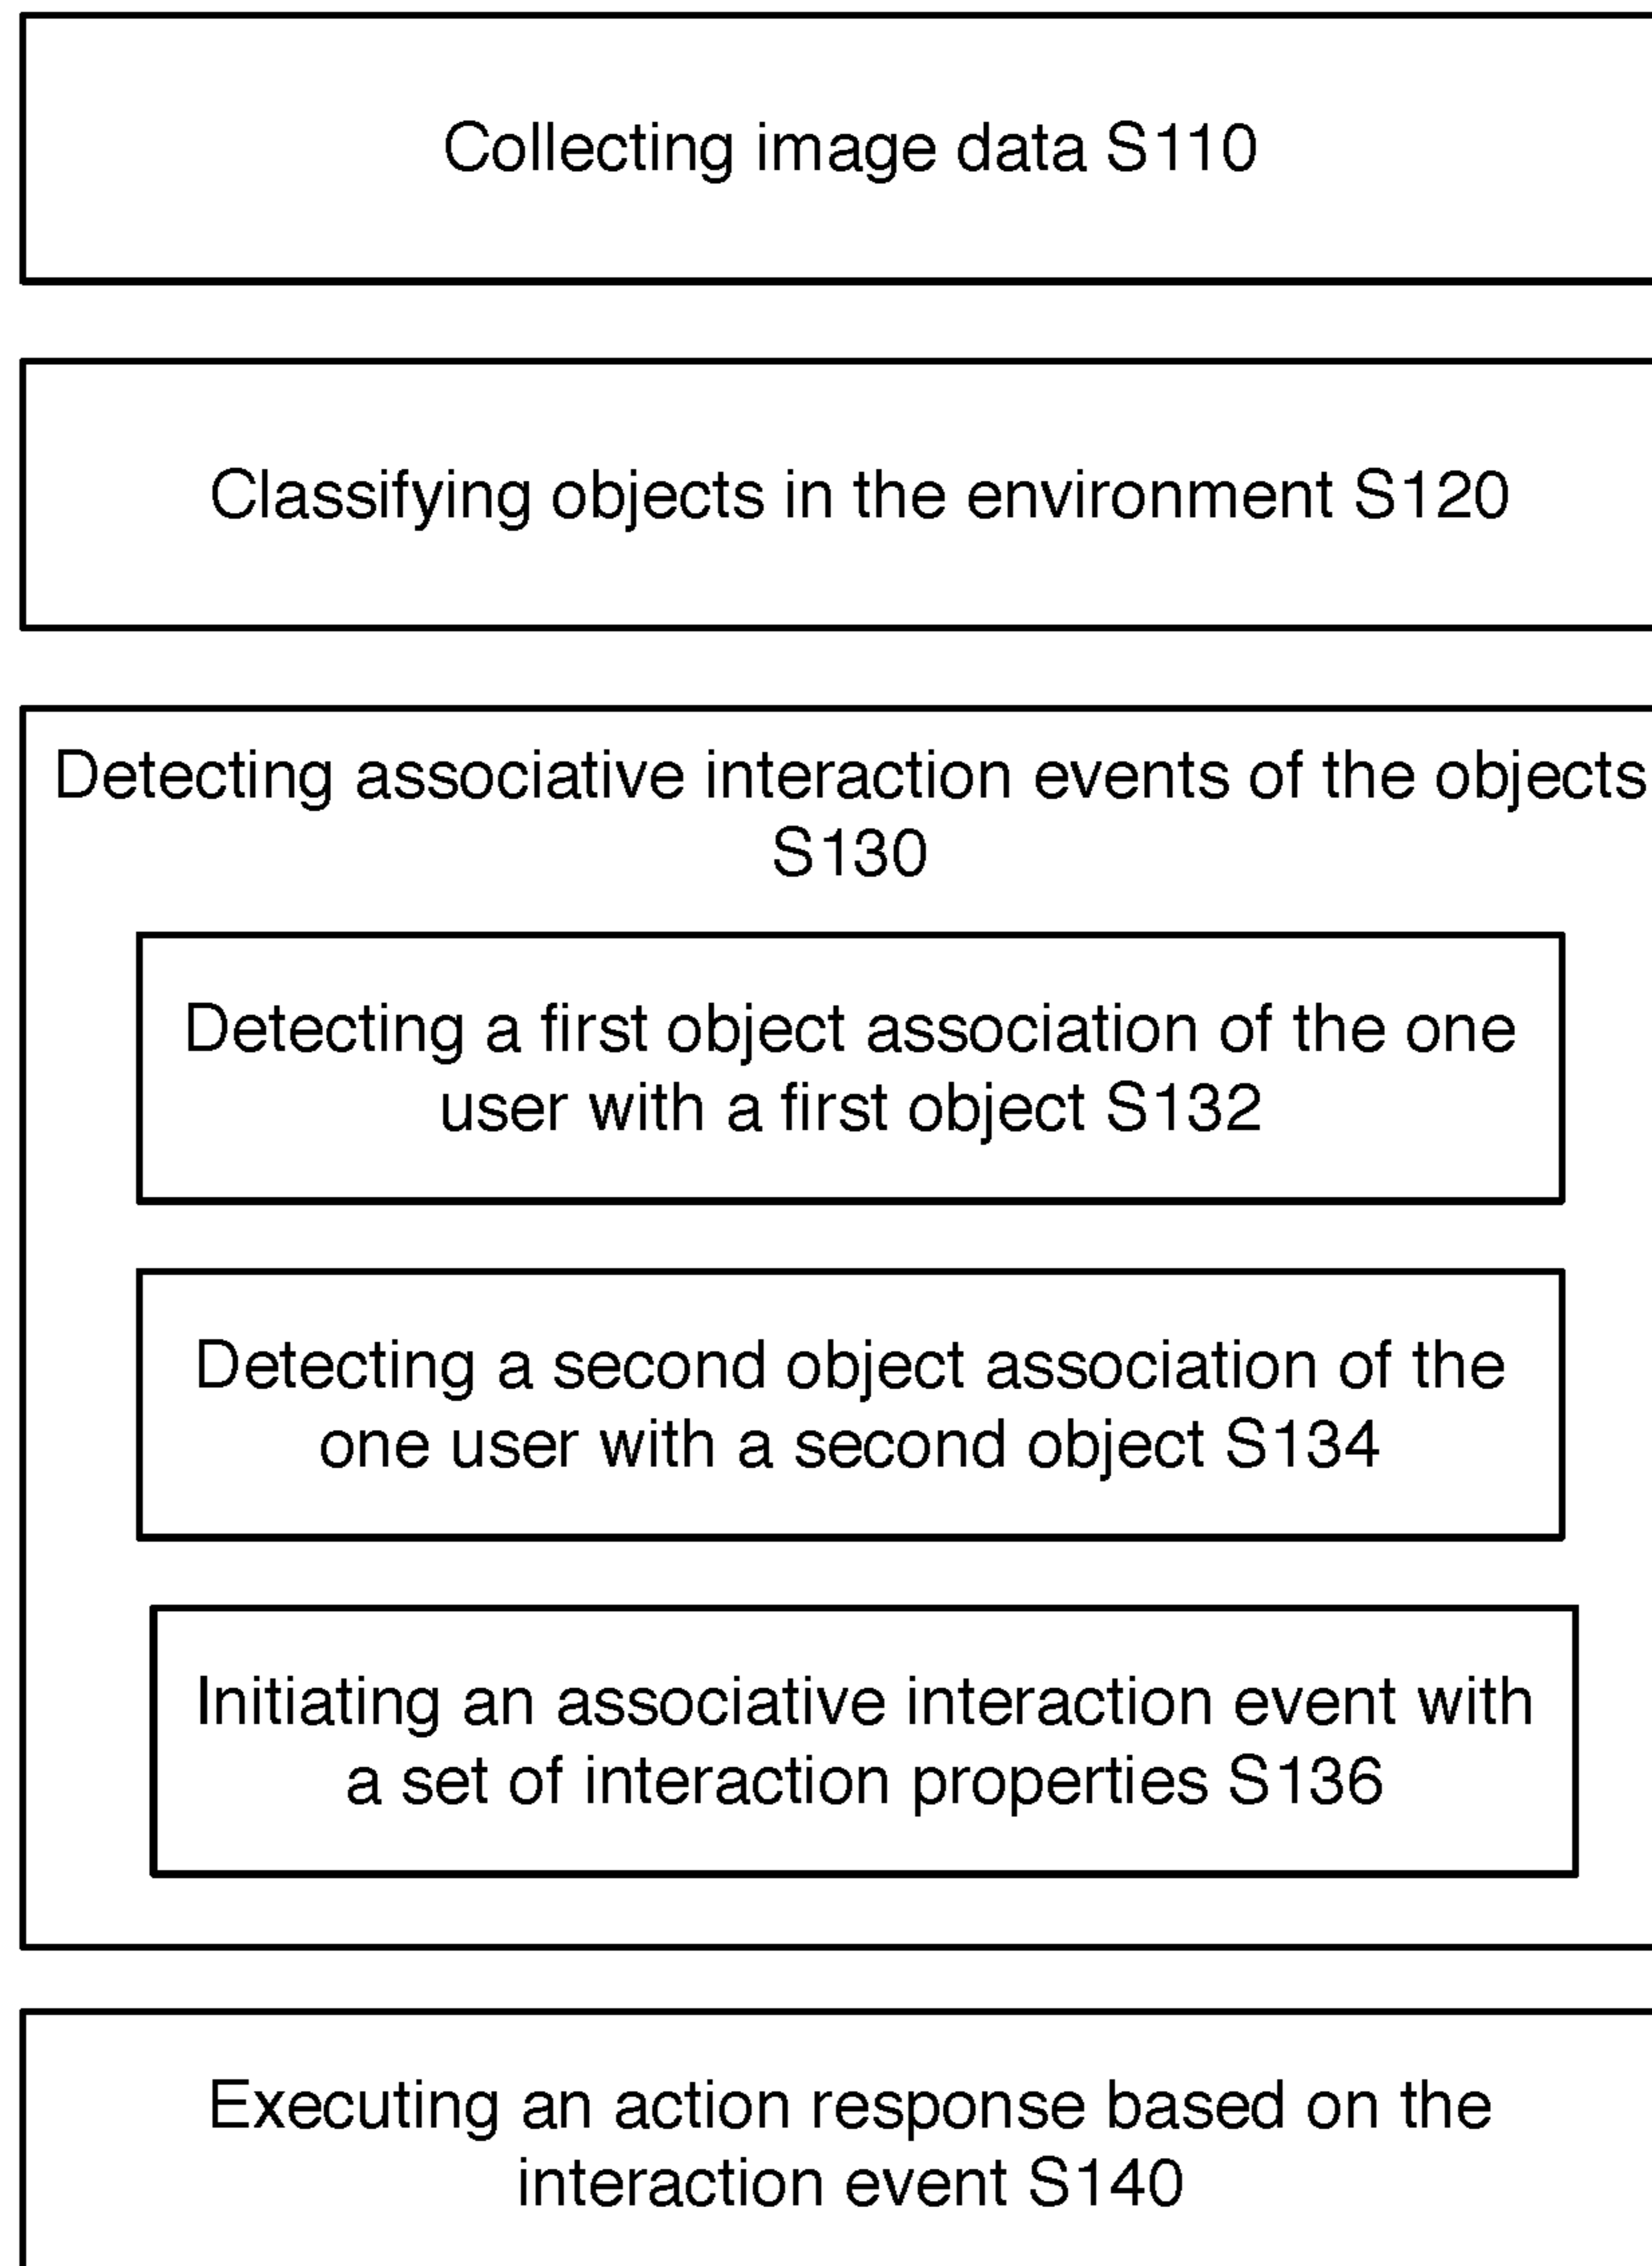 Collecting image data S110
Classifying objects in the environment S120
Detecting associative interaction events of the objects
S130
Detecting a first object association of the one
user with a first object S132
Detecting a second object association of the
one user with a second object S134
Initiating an associative interaction event with
a set of interaction properties S136
Executing an action response based on the
interaction event S140